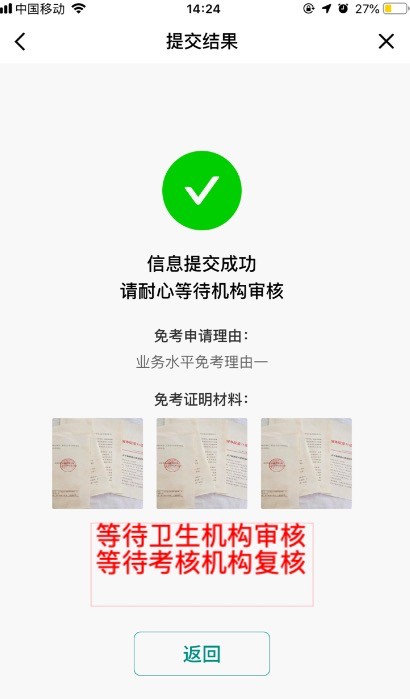 中国移动
14:24
27%
提交结果
信息提交成功
请耐心等待机构审核
免考申请理由：
业务水平免考理由一
免考证明材料：
等待卫生机构审核
等待考核机构复核
返回